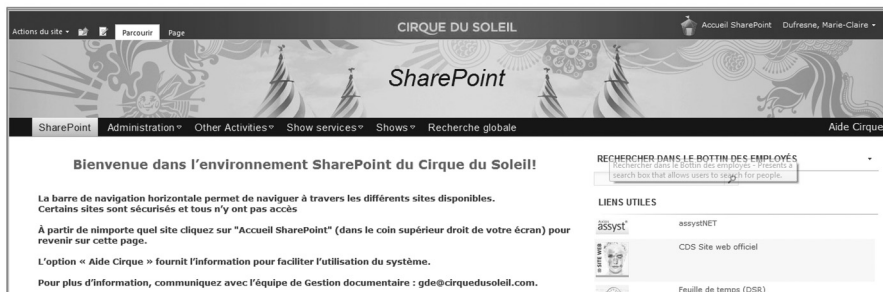 Actions du site
Parcourir
Page
CIRQUE DU SOLEIL
Accueil SharePoint
Dufresne, Marie-Claire
SharePoint
SharePoint Administration Other Activities Show services Shows Recherche globale
Aide Cirque
Bienvenue dans l'environnement SharePoint du Cirque du Soleil!
La barre de navigation horizontale permet de naviguer à travers les différents sites disponibles.
Certains sites sont sécurisés et tous n'y ont pas accès
À partir de nimporte quel site cliquez sur "Accueil SharePoint" (dans le coin supérieur droit de votre écran) pour
revenir sur cette page.
L'option « Aide Cirque » fournit l'information pour faciliter l'utilisation du système.
Pour plus d'information, communiquez avec l'équipe de Gestion documentaire : gde@cirquedusoleil.com.
RECHERCHER DANS LE BOTTIN DES EMPLOYÉS
Rechercher dans le Bottin des employés - Presents a
search box that allows users to search for people.
LIENS UTILES
assyst
assystNET
SITE WEB
CDS Site web officiel
Feuille de temps (DSR)